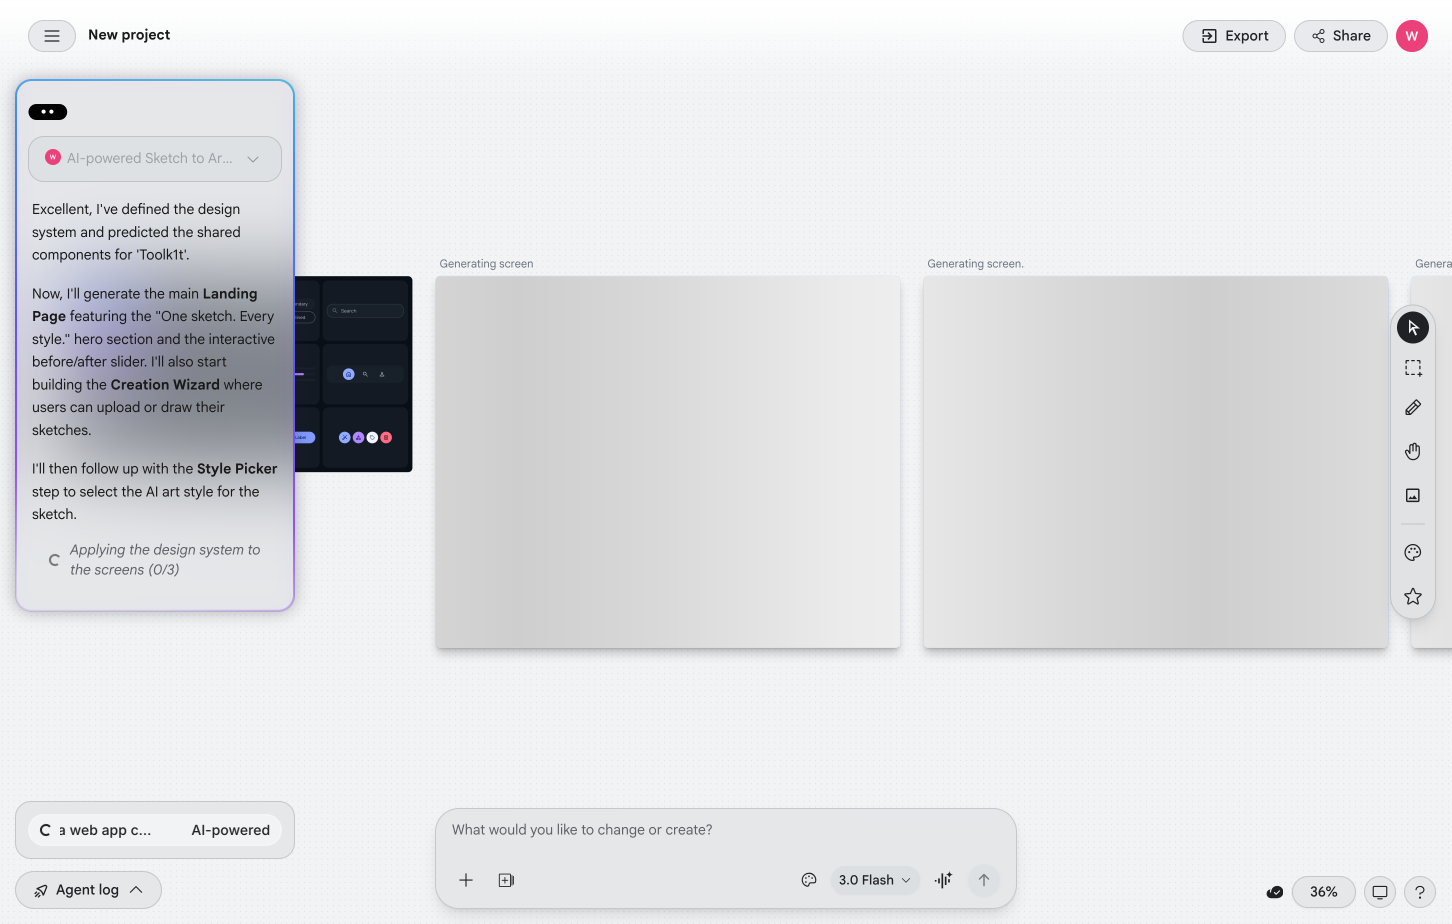 New project
Export
Share
W
W
AI-powered Sketch to Ar...
Excellent, I've defined the design
system and predicted the shared
components for 'Toolk1t'.
Now, I'll generate the main Landing
Page featuring the "One sketch. Every
style." hero section and the interactive
before/after slider. I'll also start
building the Creation Wizard where
users can upload or draw their
sketches.
I'll then follow up with the Style Picker
step to select the AI art style for the
sketch.
Applying the design system to
the screens (0/3)
Search
Label
Generating screen
Generating screen.
Genera
a web app c...
AI-powered
Agent log
What would you like to change or create?
3.0 Flash
36%
?